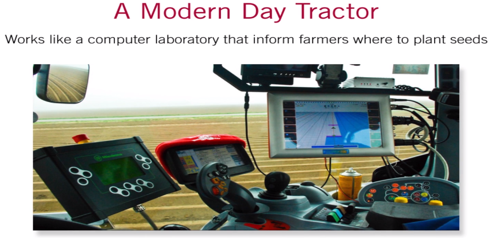 A Modern Day Tractor
Works like a computer laboratory that inform farmers where to plant seeds